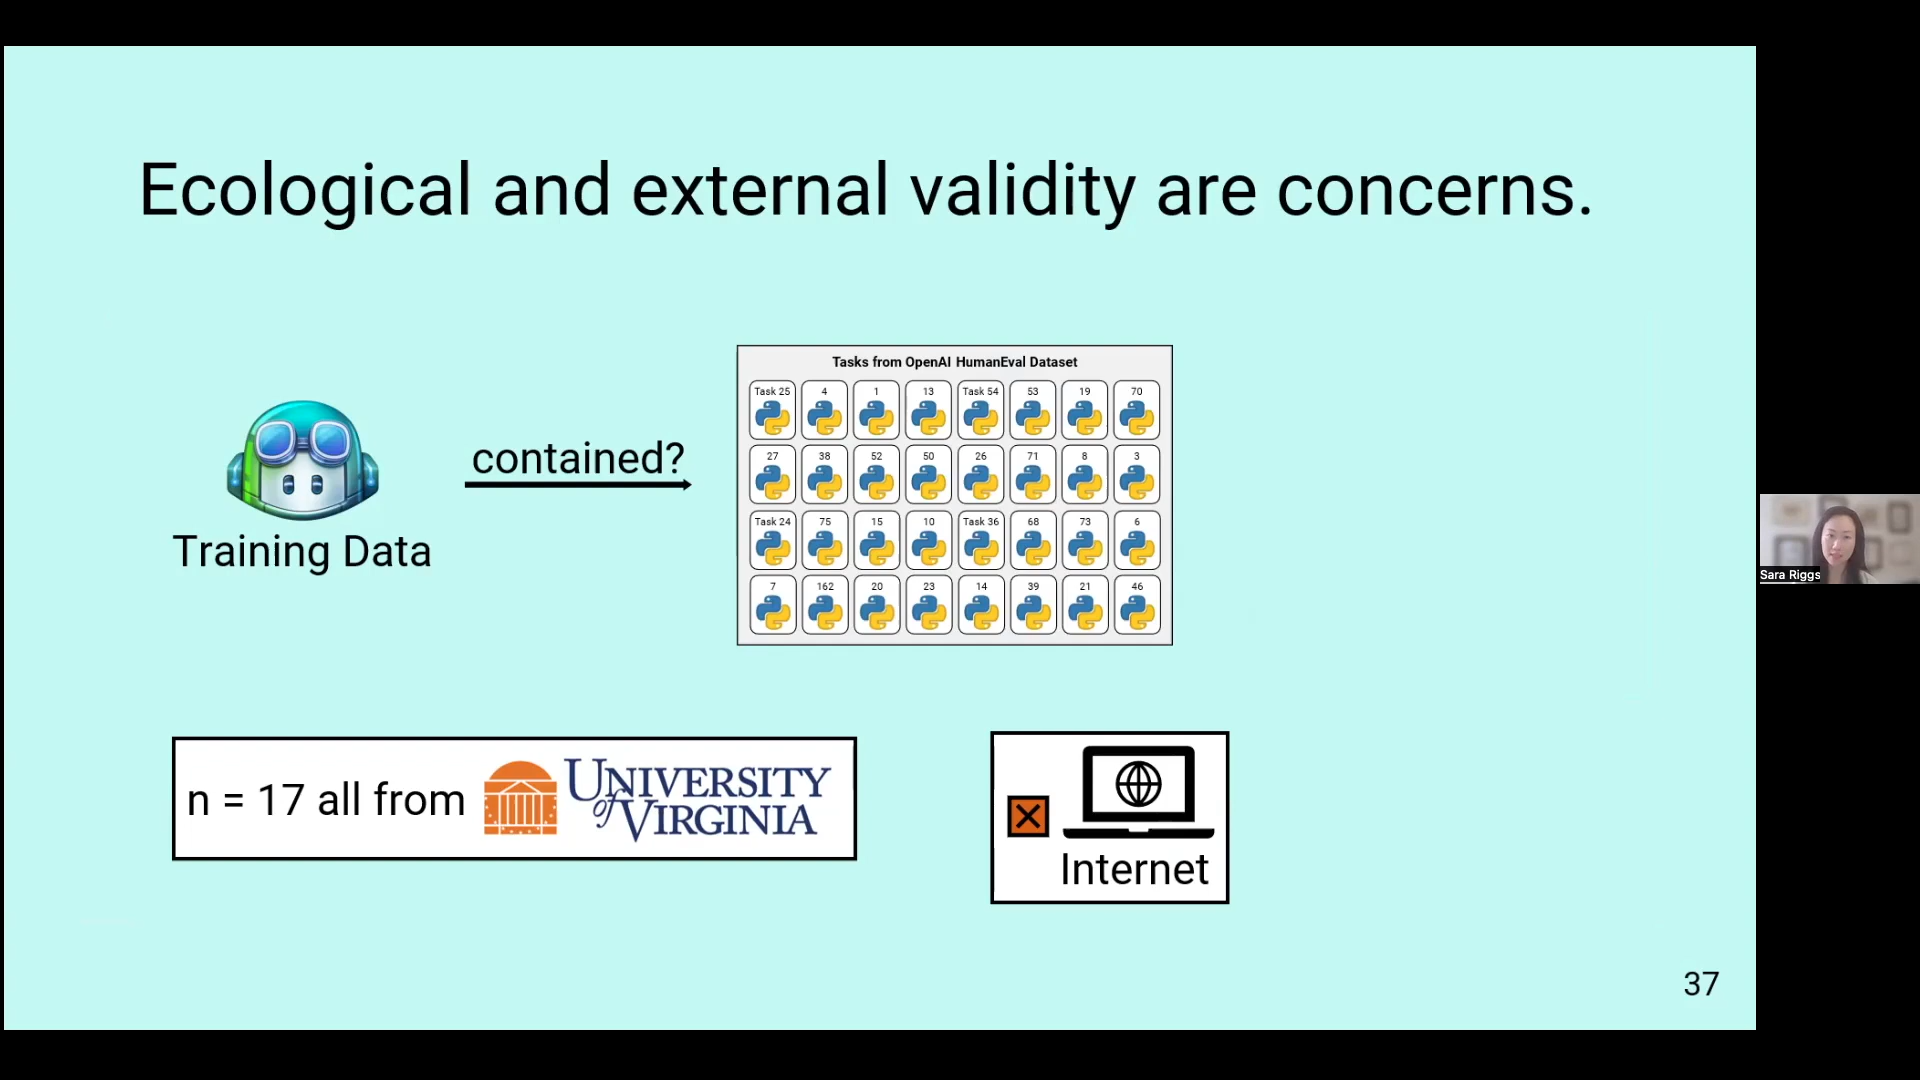 Ecological and external validity are concerns.
Tasks from OpenAI HumanEval Dataset
Task 25 4 1 13 Task 54 53 19 70
27 38 52 50 26 71 8 3
Task 24 75 15 10 Task 36 68 73 6
7 162 20 23 14 39 21 46
contained?
Training Data
n = 17 all from
UNIVERSITY
of VIRGINIA
Internet
37
Sara Riggs